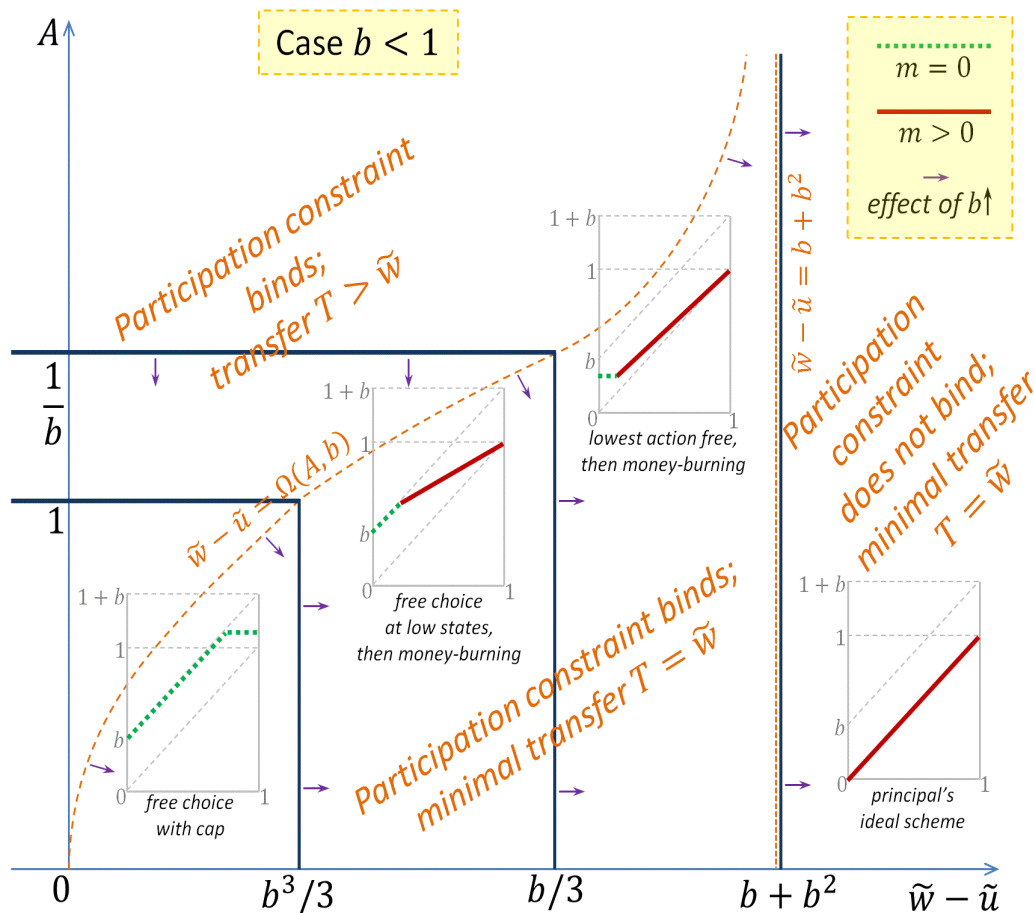 A
Case b < 1
m = 0
m > 0
effect of b↑
Participation constraint
binds;
transfer T > w̃
w̃ − ũ = b + b²
1 + b
1
b
0
1
lowest action free,
then money-burning
Participation
constraint
does not bind;
minimal transfer
T = w̃
1
b
w̃ − ũ = Ω(A, b)
1 + b
1
b
0
1
free choice
at low states,
then money-burning
1
1 + b
1
b
0
1
free choice
with cap
Participation constraint binds;
minimal transfer T = w̃
1 + b
1
b
0
1
principal's
ideal scheme
0
b³/3
b/3
b + b²
w̃ − ũ